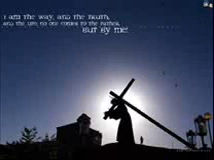 I am the way, and the truth,
and the life; no one comes to the Father,
but by me!